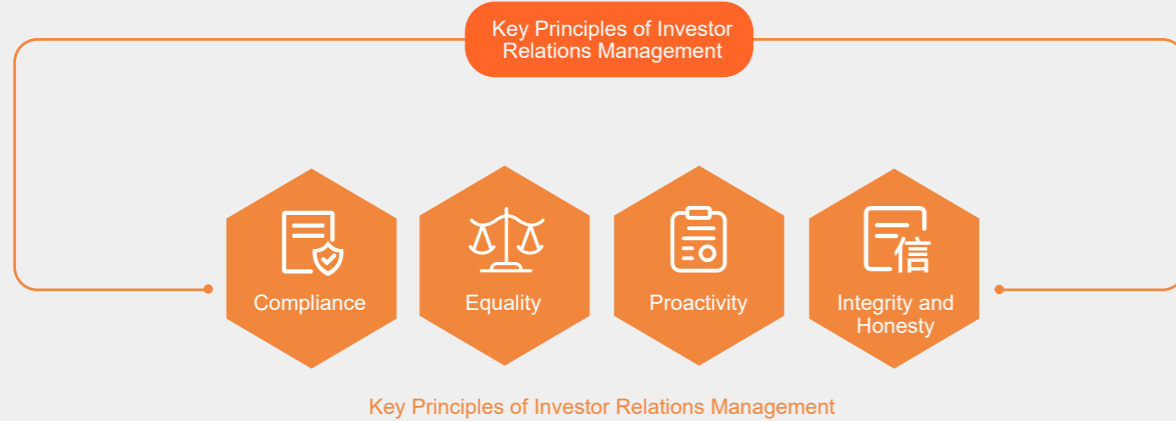 Key Principles of Investor
Relations Management
信
Compliance
Equality
Proactivity
Integrity and
Honesty
Key Principles of Investor Relations Management